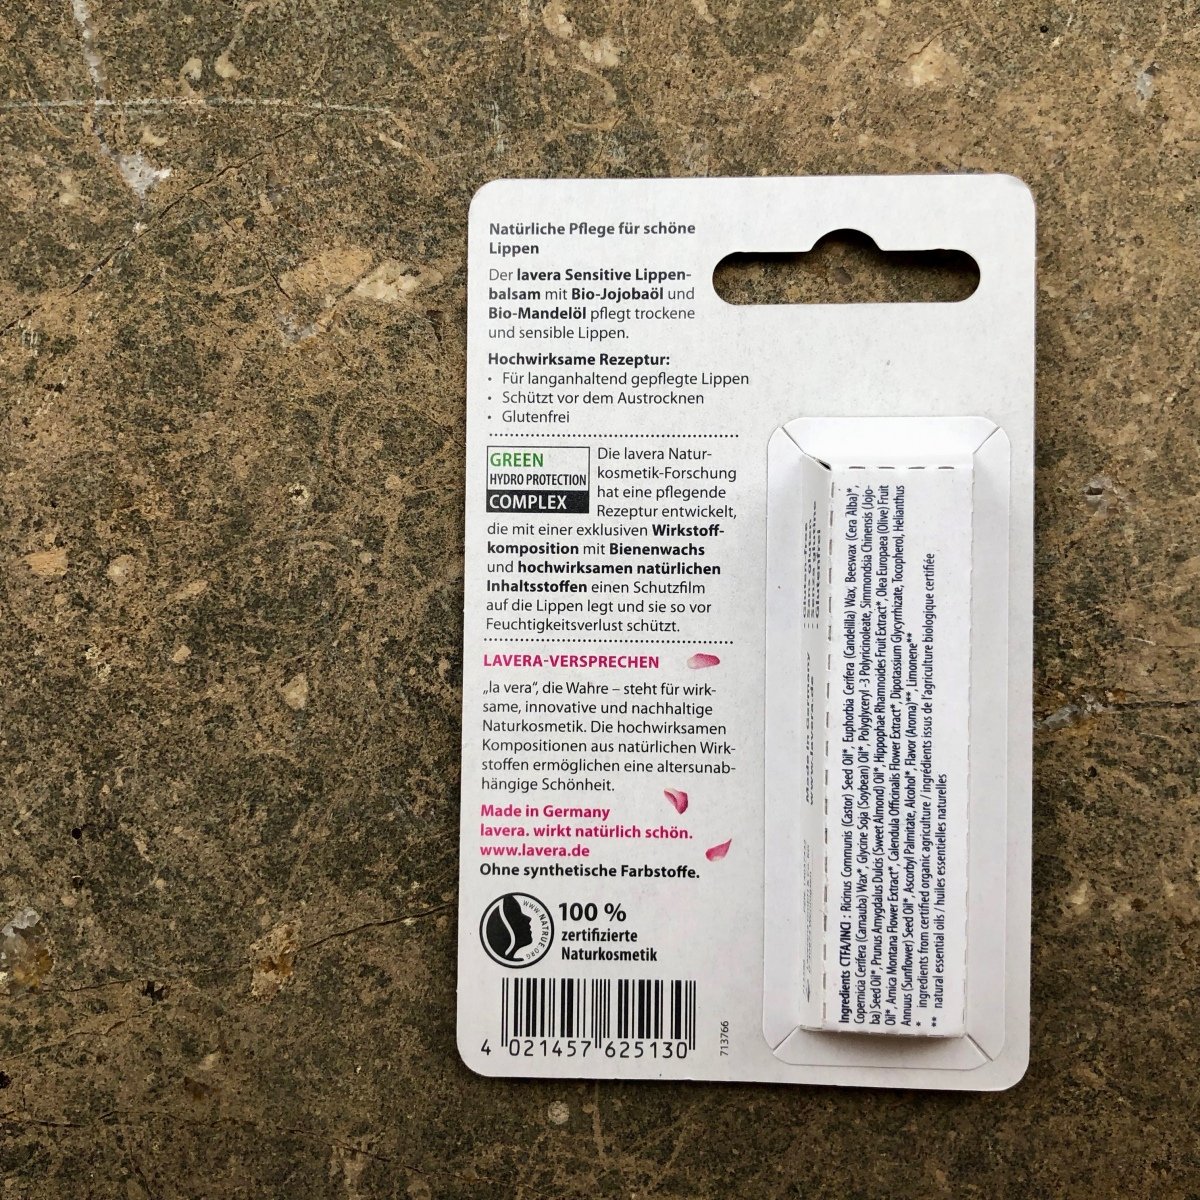 Natürliche Pflege für schöne
Lippen
Der lavera Sensitive Lippen-
balsam mit Bio-Jojobaöl und
Bio-Mandelöl pflegt trockene
und sensible Lippen.
Hochwirksame Rezeptur:
· Für langanhaltend gepflegte Lippen
· Schützt vor dem Austrocknen
· Glutenfrei
GREEN
HYDRO PROTECTION
COMPLEX
Die lavera Natur-
kosmetik-Forschung
hat eine pflegende
Rezeptur entwickelt,
die mit einer exklusiven Wirkstoff-
komposition mit Bienenwachs
und hochwirksamen natürlichen
Inhaltsstoffen einen Schutzfilm
auf die Lippen legt und sie so vor
Feuchtigkeitsverlust schützt.
LAVERA-VERSPRECHEN
„la vera“, die Wahre – steht für wirk-
same, innovative und nachhaltige
Naturkosmetik. Die hochwirksamen
Kompositionen aus natürlichen Wirk-
stoffen ermöglichen eine altersunab-
hängige Schönheit.
Made in Germany
lavera. wirkt natürlich schön.
www.lavera.de
Ohne synthetische Farbstoffe.
WWW.NATRUE.ORG
100 %
zertifizierte
Naturkosmetik
4 021457 625130
713766
Glutenfrei
Made in Germany
www.lavera.de
Ingredients CTFA/INCI : Ricinus Communis (Castor) Seed Oil*, Euphorbia Cerifera (Candelilla) Wax, Beeswax (Cera Alba)*,
Copernicia Cerifera (Carnauba) Wax*, Glycine Soja (Soybean) Oil*, Polyglyceryl -3 Polyricinoleate, Simmondsia Chinensis (Jojo-
ba) Seed Oil*, Prunus Amygdalus Dulcis (Sweet Almond) Oil*, Hippophae Rhamnoides Fruit Extract*, Olea Europaea (Olive) Fruit
Oil*, Arnica Montana Flower Extract*, Calendula Officinalis Flower Extract*, Dipotassium Glycyrrhizate, Tocopherol, Helianthus
Annuus (Sunflower) Seed Oil*, Ascorbyl Palmitate, Alcohol*, Flavor (Aroma)**, Limonene**
* ingredients from certified organic agriculture / ingrédients issus de l'agriculture biologique certifiée
** natural essential oils / huiles essentielles naturelles